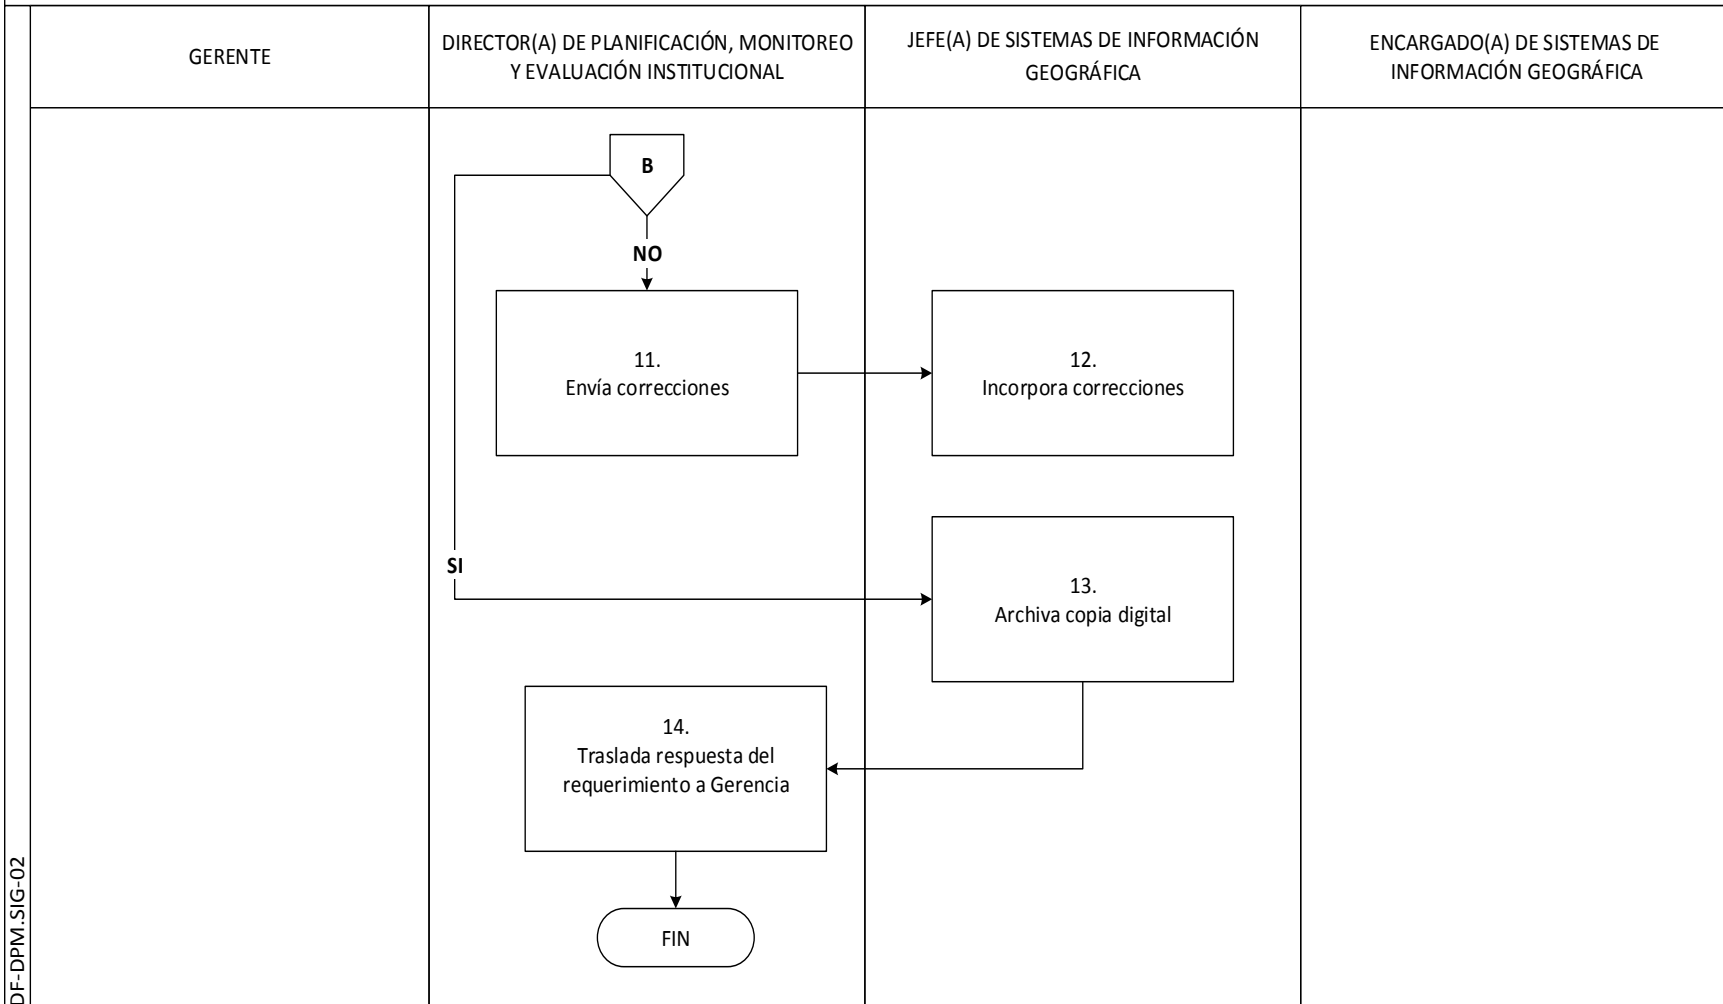 GERENTE
DIRECTOR(A) DE PLANIFICACIÓN, MONITOREO
Y EVALUACIÓN INSTITUCIONAL
JEFE(A) DE SISTEMAS DE INFORMACIÓN
GEOGRÁFICA
ENCARGADO(A) DE SISTEMAS DE
INFORMACIÓN GEOGRÁFICA
B
NO
11.
Envía correcciones
12.
Incorpora correcciones
SI
13.
Archiva copia digital
14.
Traslada respuesta del
requerimiento a Gerencia
FIN
DF-DPM.SIG-02